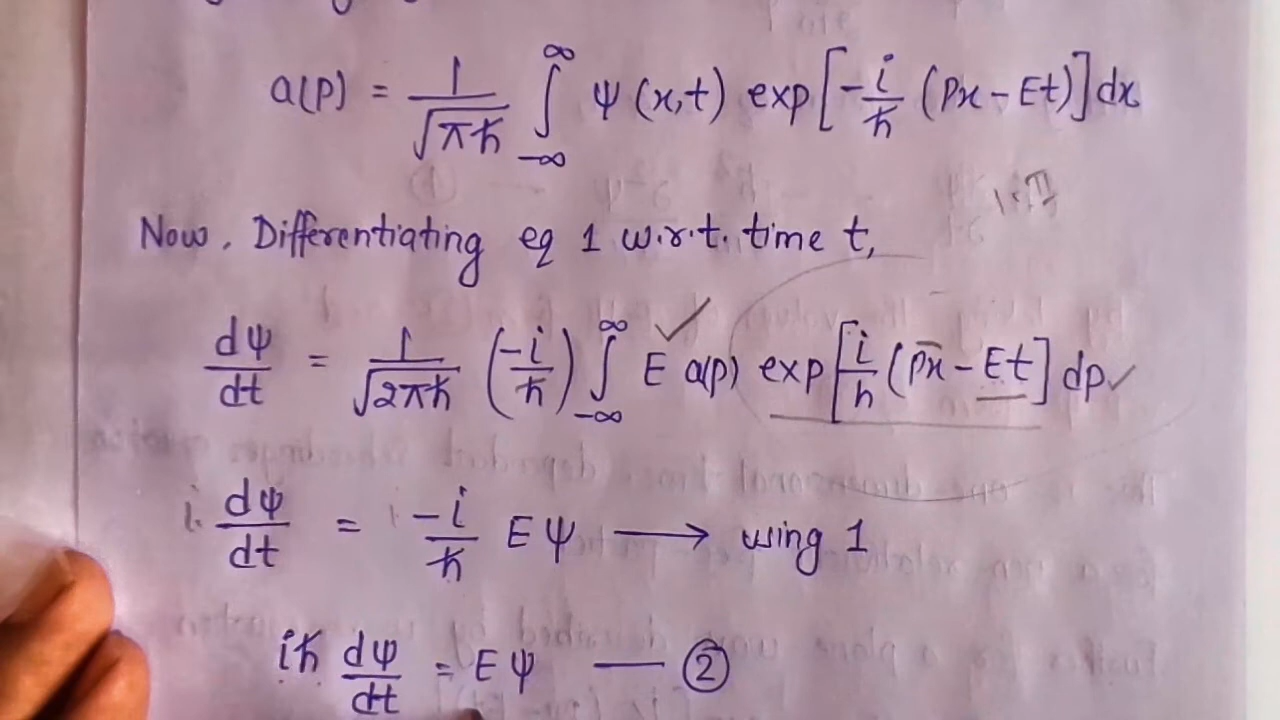 a(p) = 1/√πħ ∫_{-∞}^{∞} ψ(x,t) exp[-i/ħ (Px - Et)]dx
Now, Differentiating eq 1 w.r.t. time t,
dψ/dt = 1/√2πħ (-i/ħ) ∫_{-∞}^{∞} E a(p) exp[i/h (Px - Et] dp
i. dψ/dt = -i/ħ Eψ → using 1
iħ dψ/dt = Eψ — ②